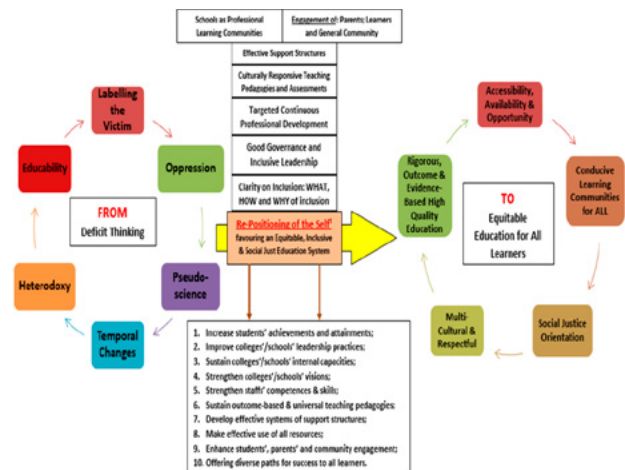 Schools as Professional
Learning Communities
Engagement of: Parents; Learners
and General Community
Effective Support Structures
Culturally Responsive Teaching
Pedagogies and Assessments
Targeted Continuous
Professional Development
Good Governance and
Inclusive Leadership
Clarity on Inclusion: WHAT,
HOW and WHY of inclusion
Re-Positioning of the Self¹
favouring an Equitable, Inclusive
& Social Just Education System
Labelling
the
Victim
Oppression
Pseudo-
science
Temporal
Changes
Heterodoxy
Educability
FROM
Deficit Thinking
Accessibility,
Availability &
Opportunity
Conducive
Learning
Communities
for ALL
Social Justice
Orientation
Multi-
Cultural &
Respectful
Rigorous,
Outcome &
Evidence-
Based High
Quality
Education
TO
Equitable
Education for All
Learners
1. Increase students' achievements and attainments;
2. Improve colleges'/schools' leadership practices;
3. Sustain colleges'/schools' internal capacities;
4. Strengthen colleges'/schools' visions;
5. Strengthen staffs' competences & skills;
6. Sustain outcome-based & universal teaching pedagogies;
7. Develop effective systems of support structures;
8. Make effective use of all resources;
9. Enhance students', parents' and community engagement;
10. Offering diverse paths for success to all learners.